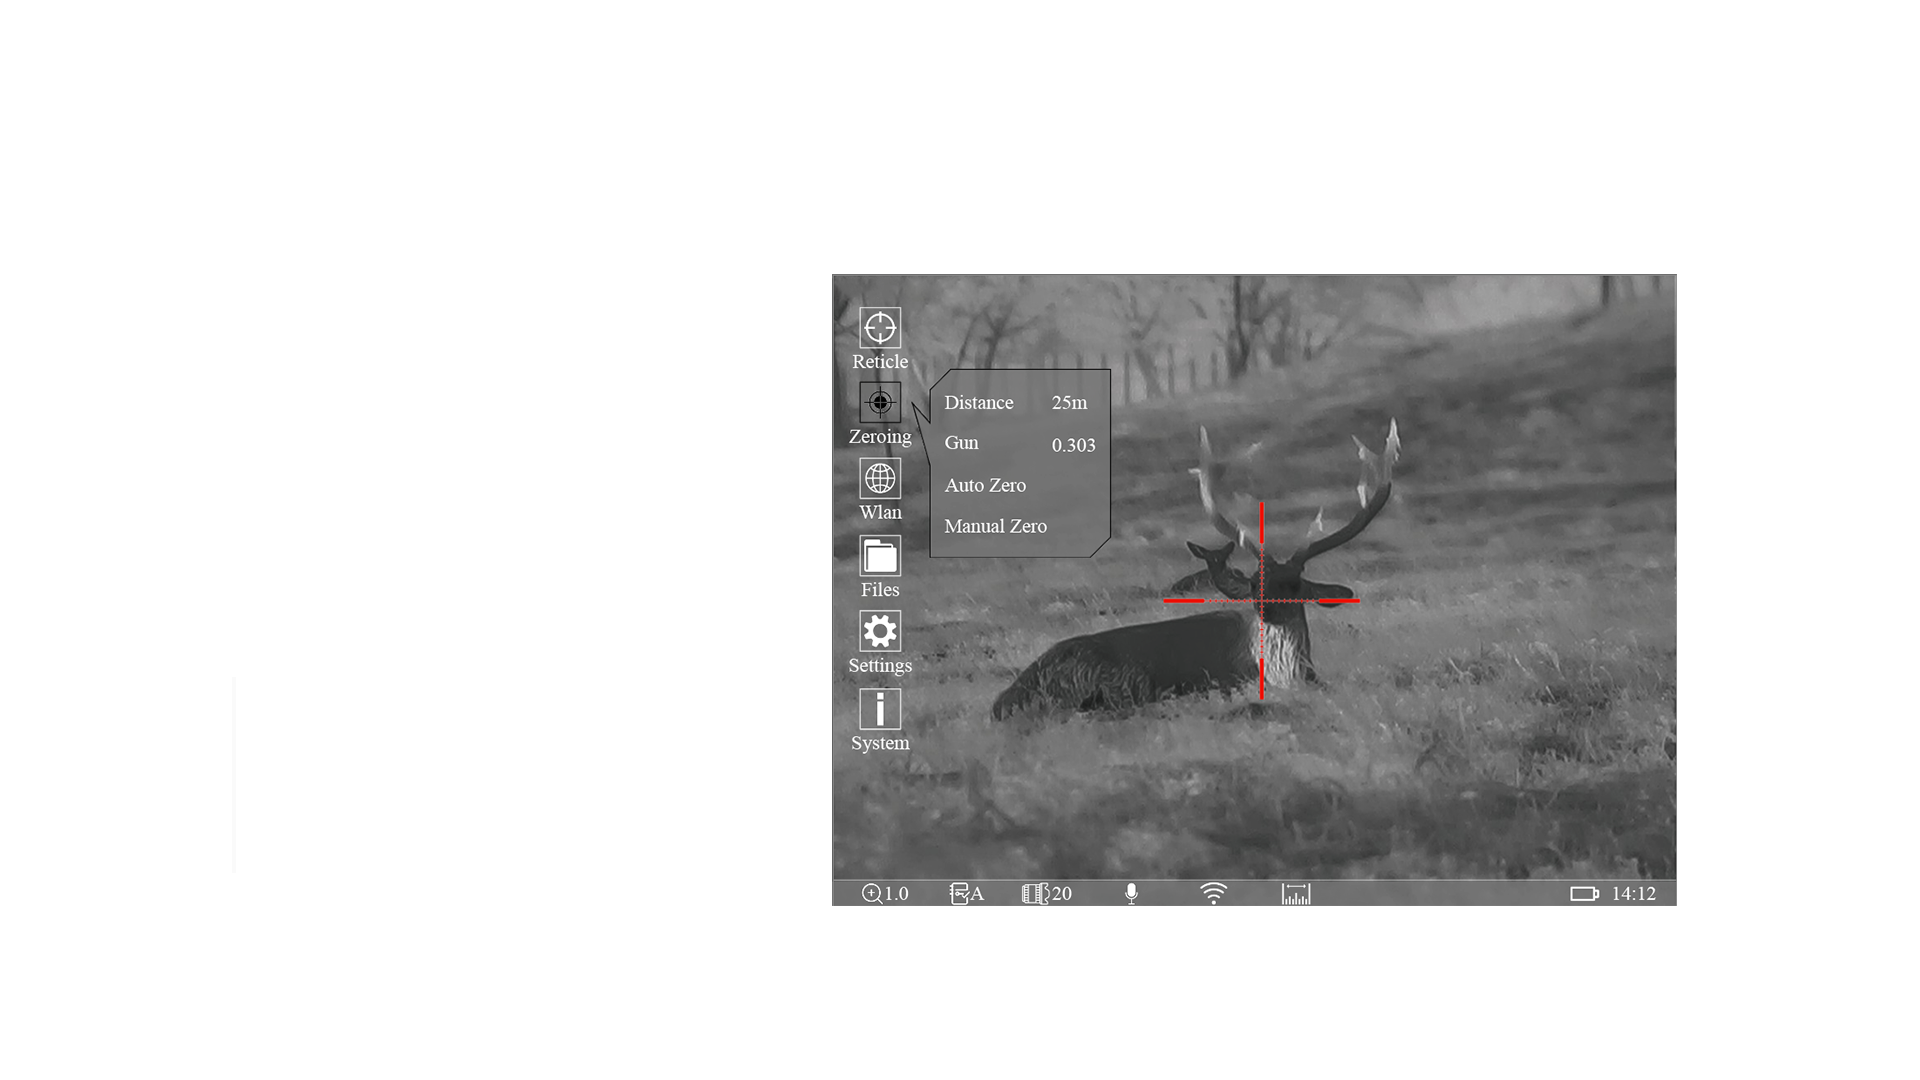 Reticle
Zeroing
Wlan
Files
Settings
System
Distance 25m
Gun 0.303
Auto Zero
Manual Zero
1.0 A 20 14:12